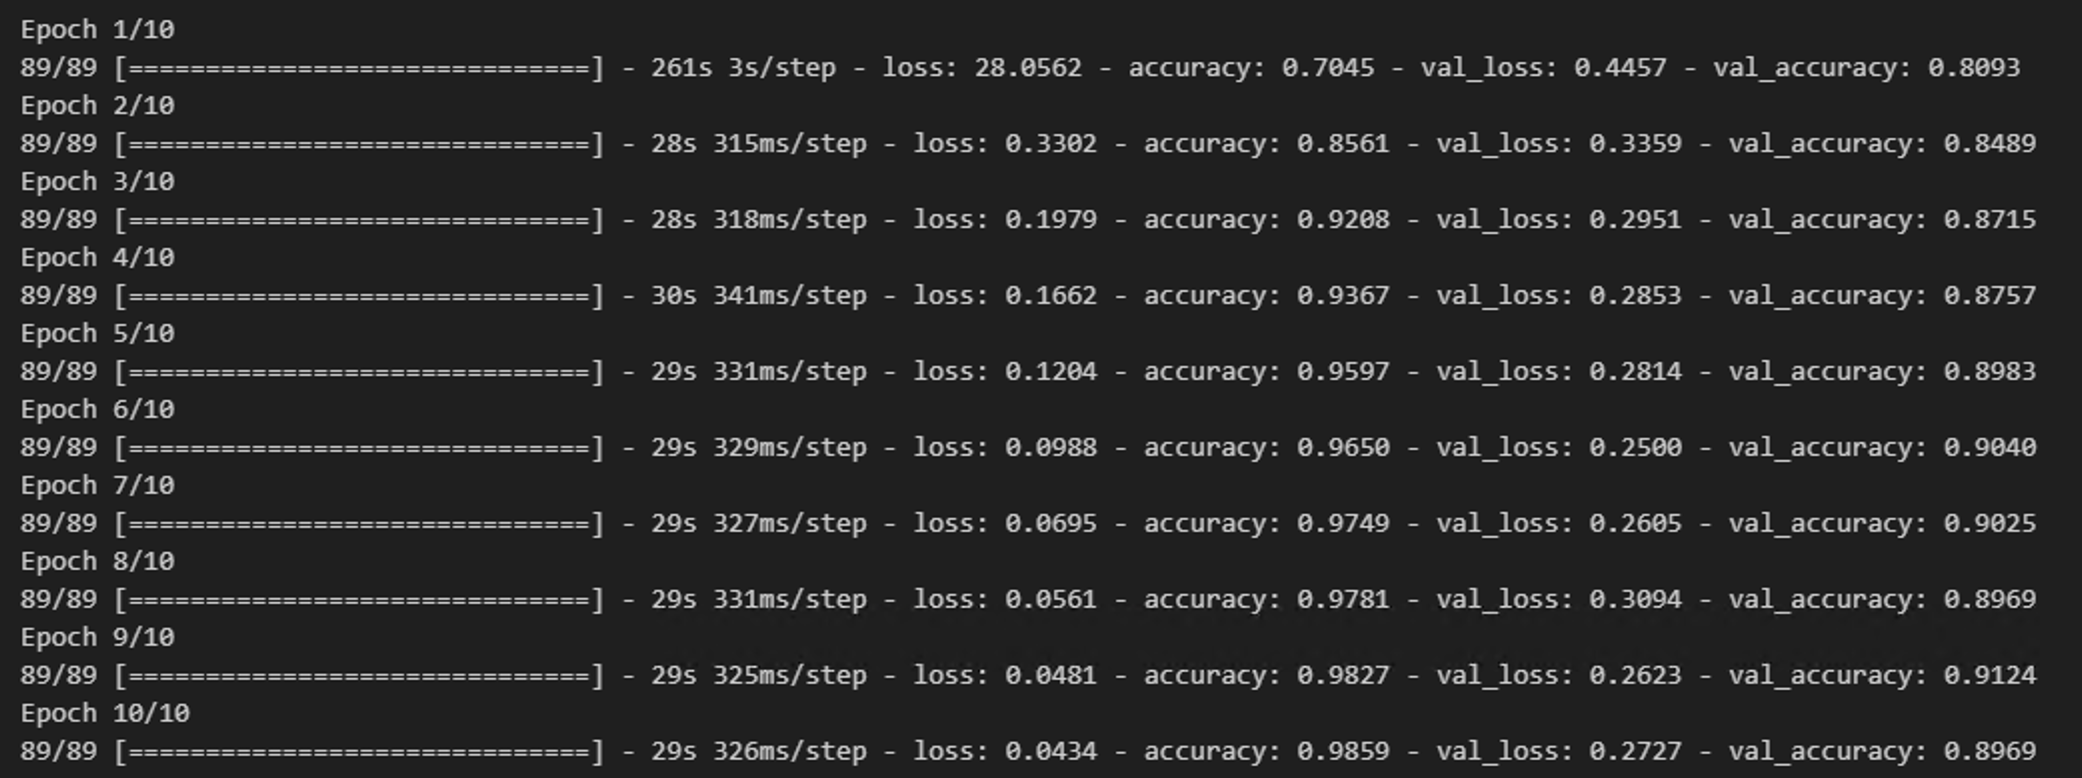 Epoch 1/10
89/89 [==============================] - 261s 3s/step - loss: 28.0562 - accuracy: 0.7045 - val_loss: 0.4457 - val_accuracy: 0.8093
Epoch 2/10
89/89 [==============================] - 28s 315ms/step - loss: 0.3302 - accuracy: 0.8561 - val_loss: 0.3359 - val_accuracy: 0.8489
Epoch 3/10
89/89 [==============================] - 28s 318ms/step - loss: 0.1979 - accuracy: 0.9208 - val_loss: 0.2951 - val_accuracy: 0.8715
Epoch 4/10
89/89 [==============================] - 30s 341ms/step - loss: 0.1662 - accuracy: 0.9367 - val_loss: 0.2853 - val_accuracy: 0.8757
Epoch 5/10
89/89 [==============================] - 29s 331ms/step - loss: 0.1204 - accuracy: 0.9597 - val_loss: 0.2814 - val_accuracy: 0.8983
Epoch 6/10
89/89 [==============================] - 29s 329ms/step - loss: 0.0988 - accuracy: 0.9650 - val_loss: 0.2500 - val_accuracy: 0.9040
Epoch 7/10
89/89 [==============================] - 29s 327ms/step - loss: 0.0695 - accuracy: 0.9749 - val_loss: 0.2605 - val_accuracy: 0.9025
Epoch 8/10
89/89 [==============================] - 29s 331ms/step - loss: 0.0561 - accuracy: 0.9781 - val_loss: 0.3094 - val_accuracy: 0.8969
Epoch 9/10
89/89 [==============================] - 29s 325ms/step - loss: 0.0481 - accuracy: 0.9827 - val_loss: 0.2623 - val_accuracy: 0.9124
Epoch 10/10
89/89 [==============================] - 29s 326ms/step - loss: 0.0434 - accuracy: 0.9859 - val_loss: 0.2727 - val_accuracy: 0.8969